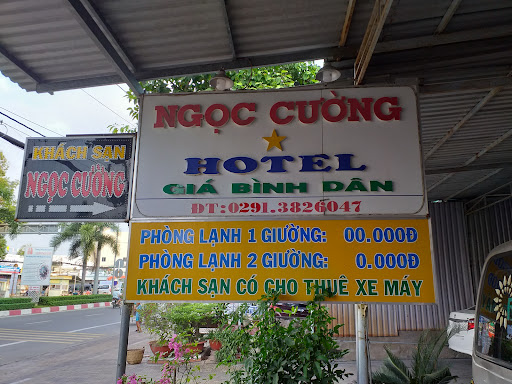 KHÁCH SẠN
NGỌC CƯỜNG
NGỌC CƯỜNG
HOTEL
GIÁ BÌNH DÂN
ĐT:0291.3826047
PHÒNG LẠNH 1 GIƯỜNG: 00.000Đ
PHÒNG LẠNH 2 GIƯỜNG: 0.000Đ
KHÁCH SẠN CÓ CHO THUÊ XE MÁY